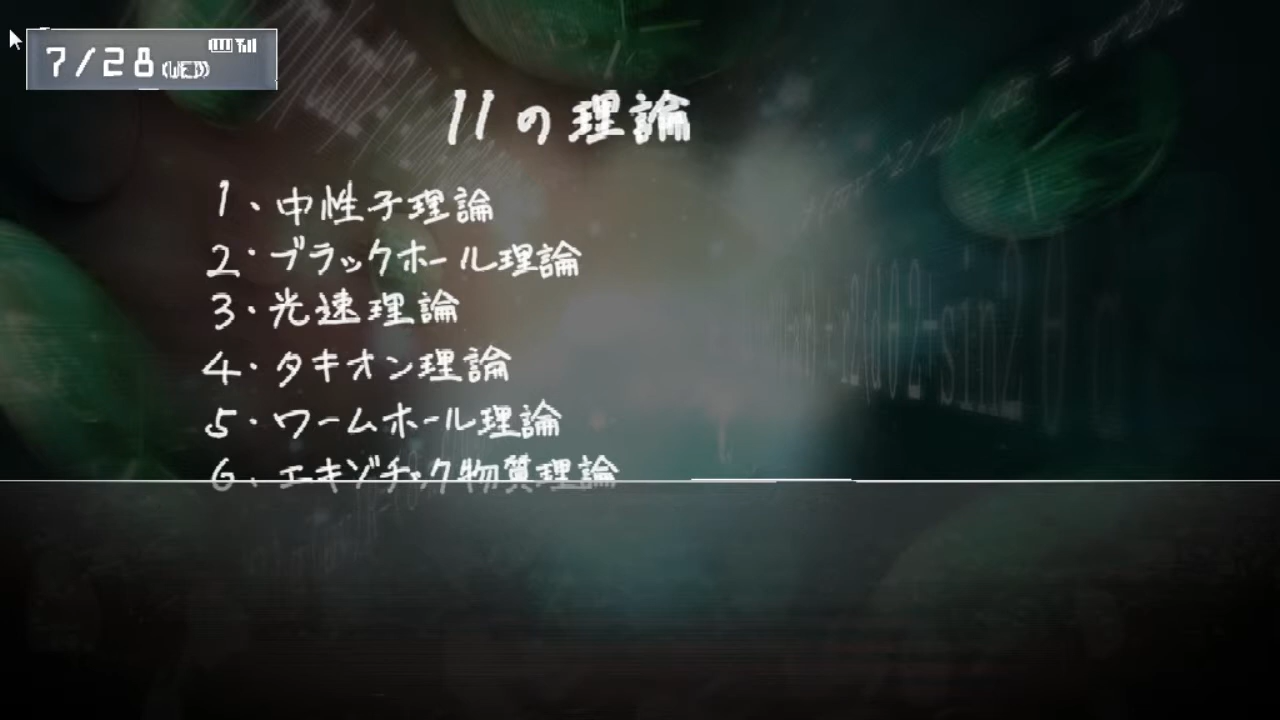 7/28(WED)
11の理論
1、中性子理論
2・ブラックホール理論
3・光速理論
4・タキオン理論
5・ワームホール理論
6、エキゾチック物質理論